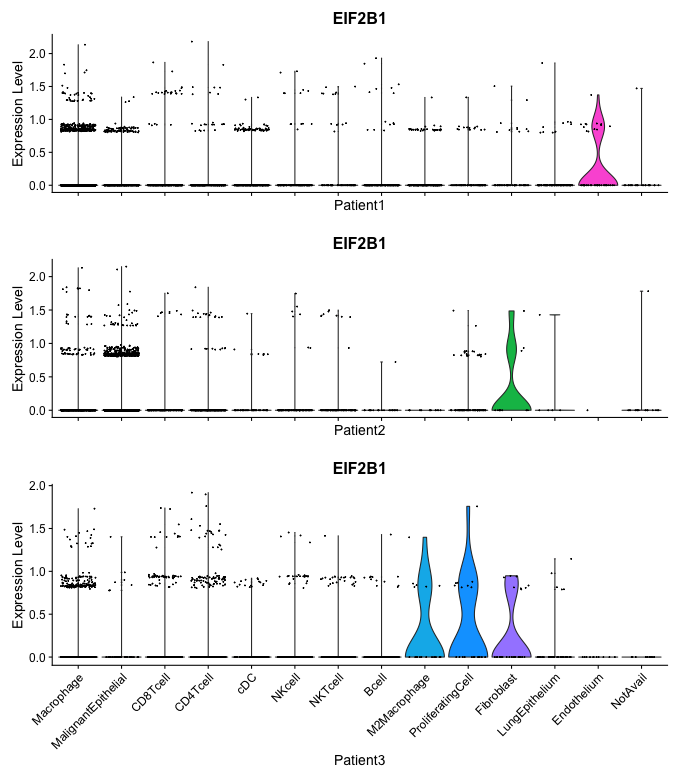 EIF2B1
Expression Level
2.0
1.5
1.0
0.5
0.0
Patient1
EIF2B1
Expression Level
2.0
1.5
1.0
0.5
0.0
Patient2
EIF2B1
Expression Level
2.0
1.5
1.0
0.5
0.0
Macrophage
MalignantEpithelial
CD8Tcell
CD4Tcell
cDC
NKcell
NKTcell
Bcell
M2Macrophage
ProliferatingCell
Fibroblast
LungEpithelium
Endothelium
NotAvail
Patient3